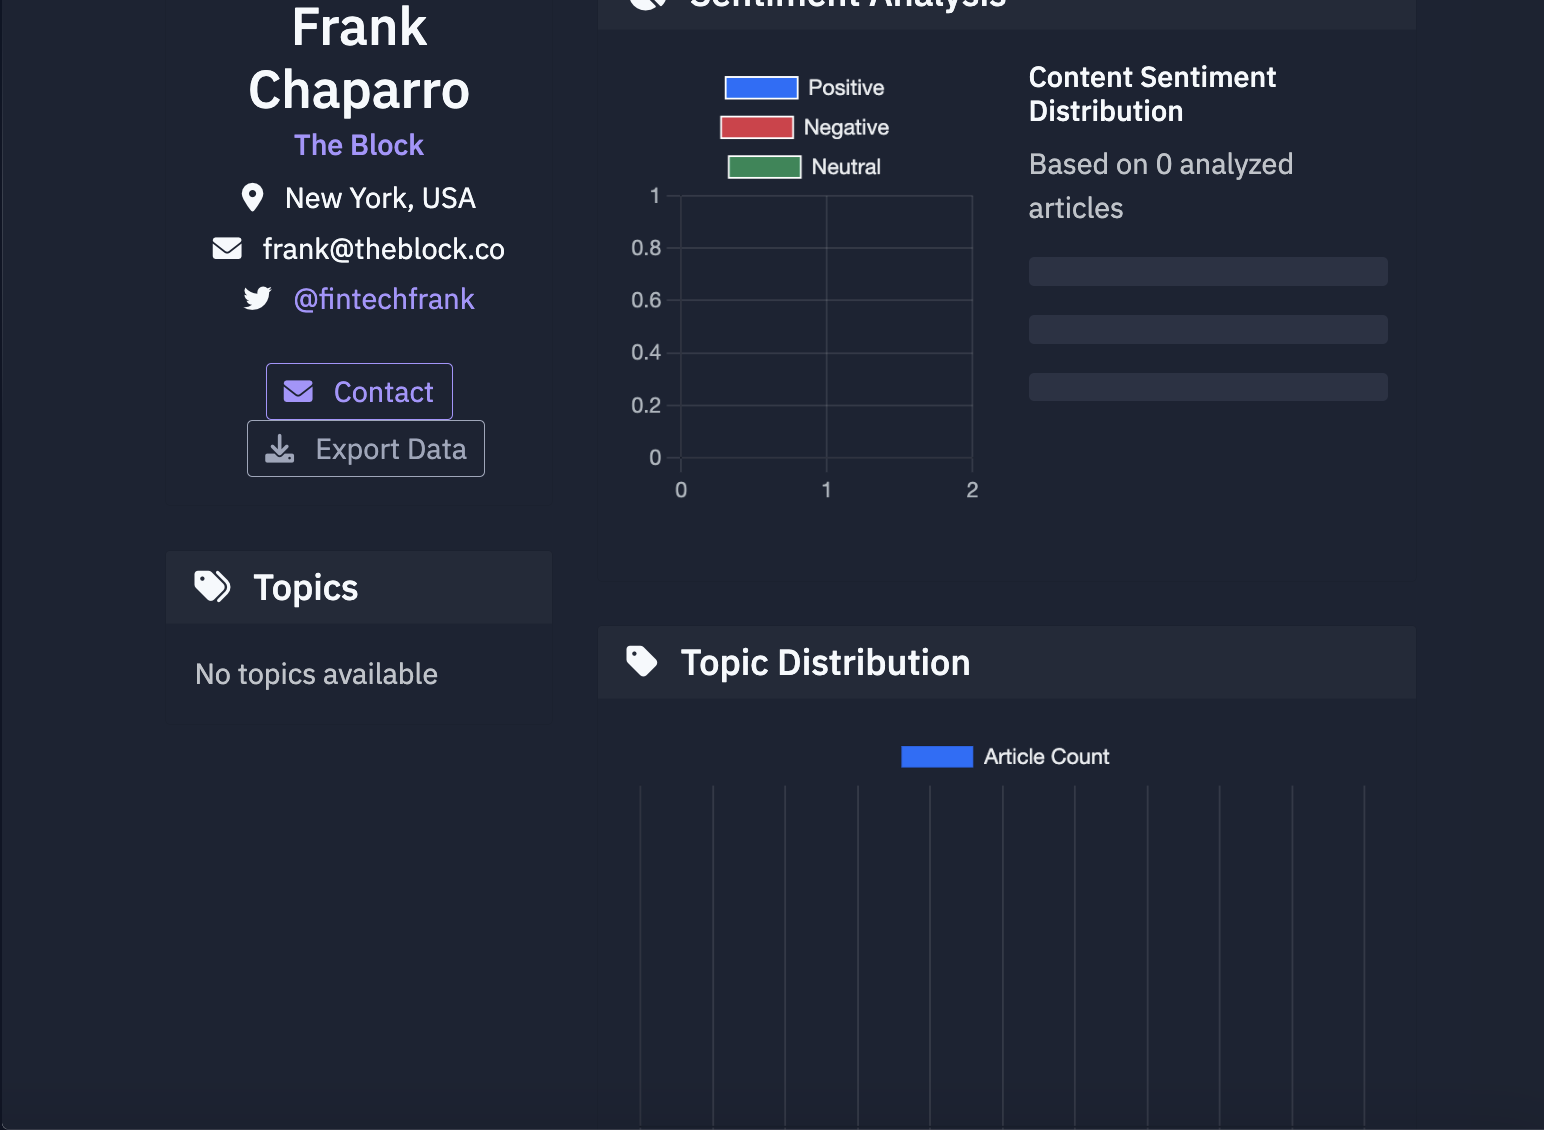 Frank
Chaparro
The Block
New York, USA
frank@theblock.co
@fintechfrank
Contact
Export Data
Topics
No topics available
Sentiment Analysis
Positive
Negative
Neutral
1
0.8
0.6
0.4
0.2
0
0 1 2
Content Sentiment
Distribution
Based on 0 analyzed
articles
Topic Distribution
Article Count